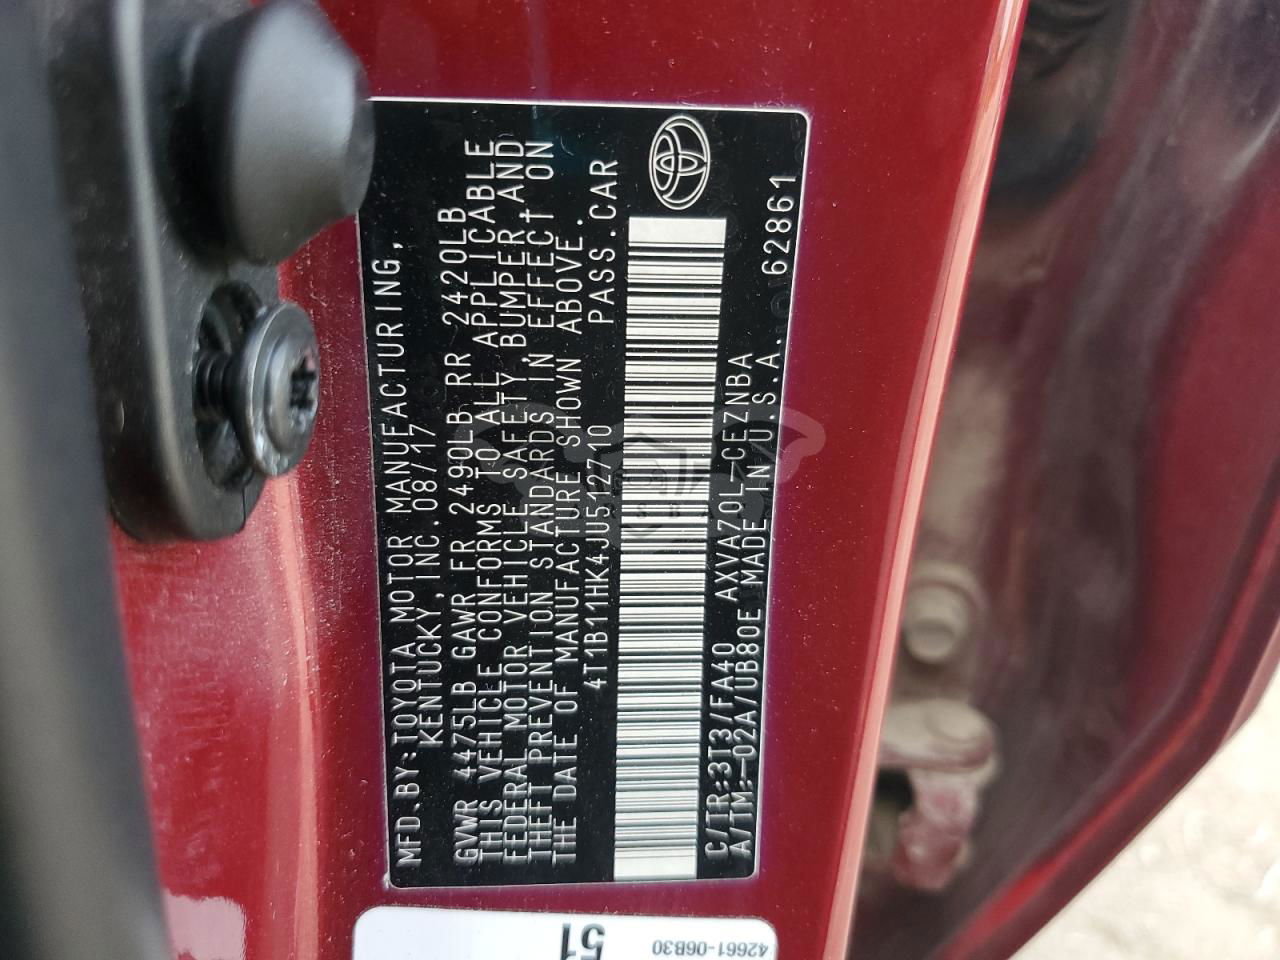 MFD.BY:TOYOTA MOTOR MANUFACTURING,
KENTUCKY,INC.08/17
GVWR 4475LB GAWR FR 2490LB RR 2420LB
THIS VEHICLE CONFORMS TO ALL APPLICABLE
FEDERAL MOTOR VEHICLE SAFETY,BUMPER,AND
THEFT PREVENTION STANDARDS IN EFFECT ON
THE DATE OF MANUFACTURE SHOWN ABOVE.
4T1B11HK4JU512710 PASS.CAR
C/TR:3T3/FA40 AXVA70L-CEZNBA
A/TM:-02A/UB80E MADE IN U.S.A. 62861
51
42661-06B30